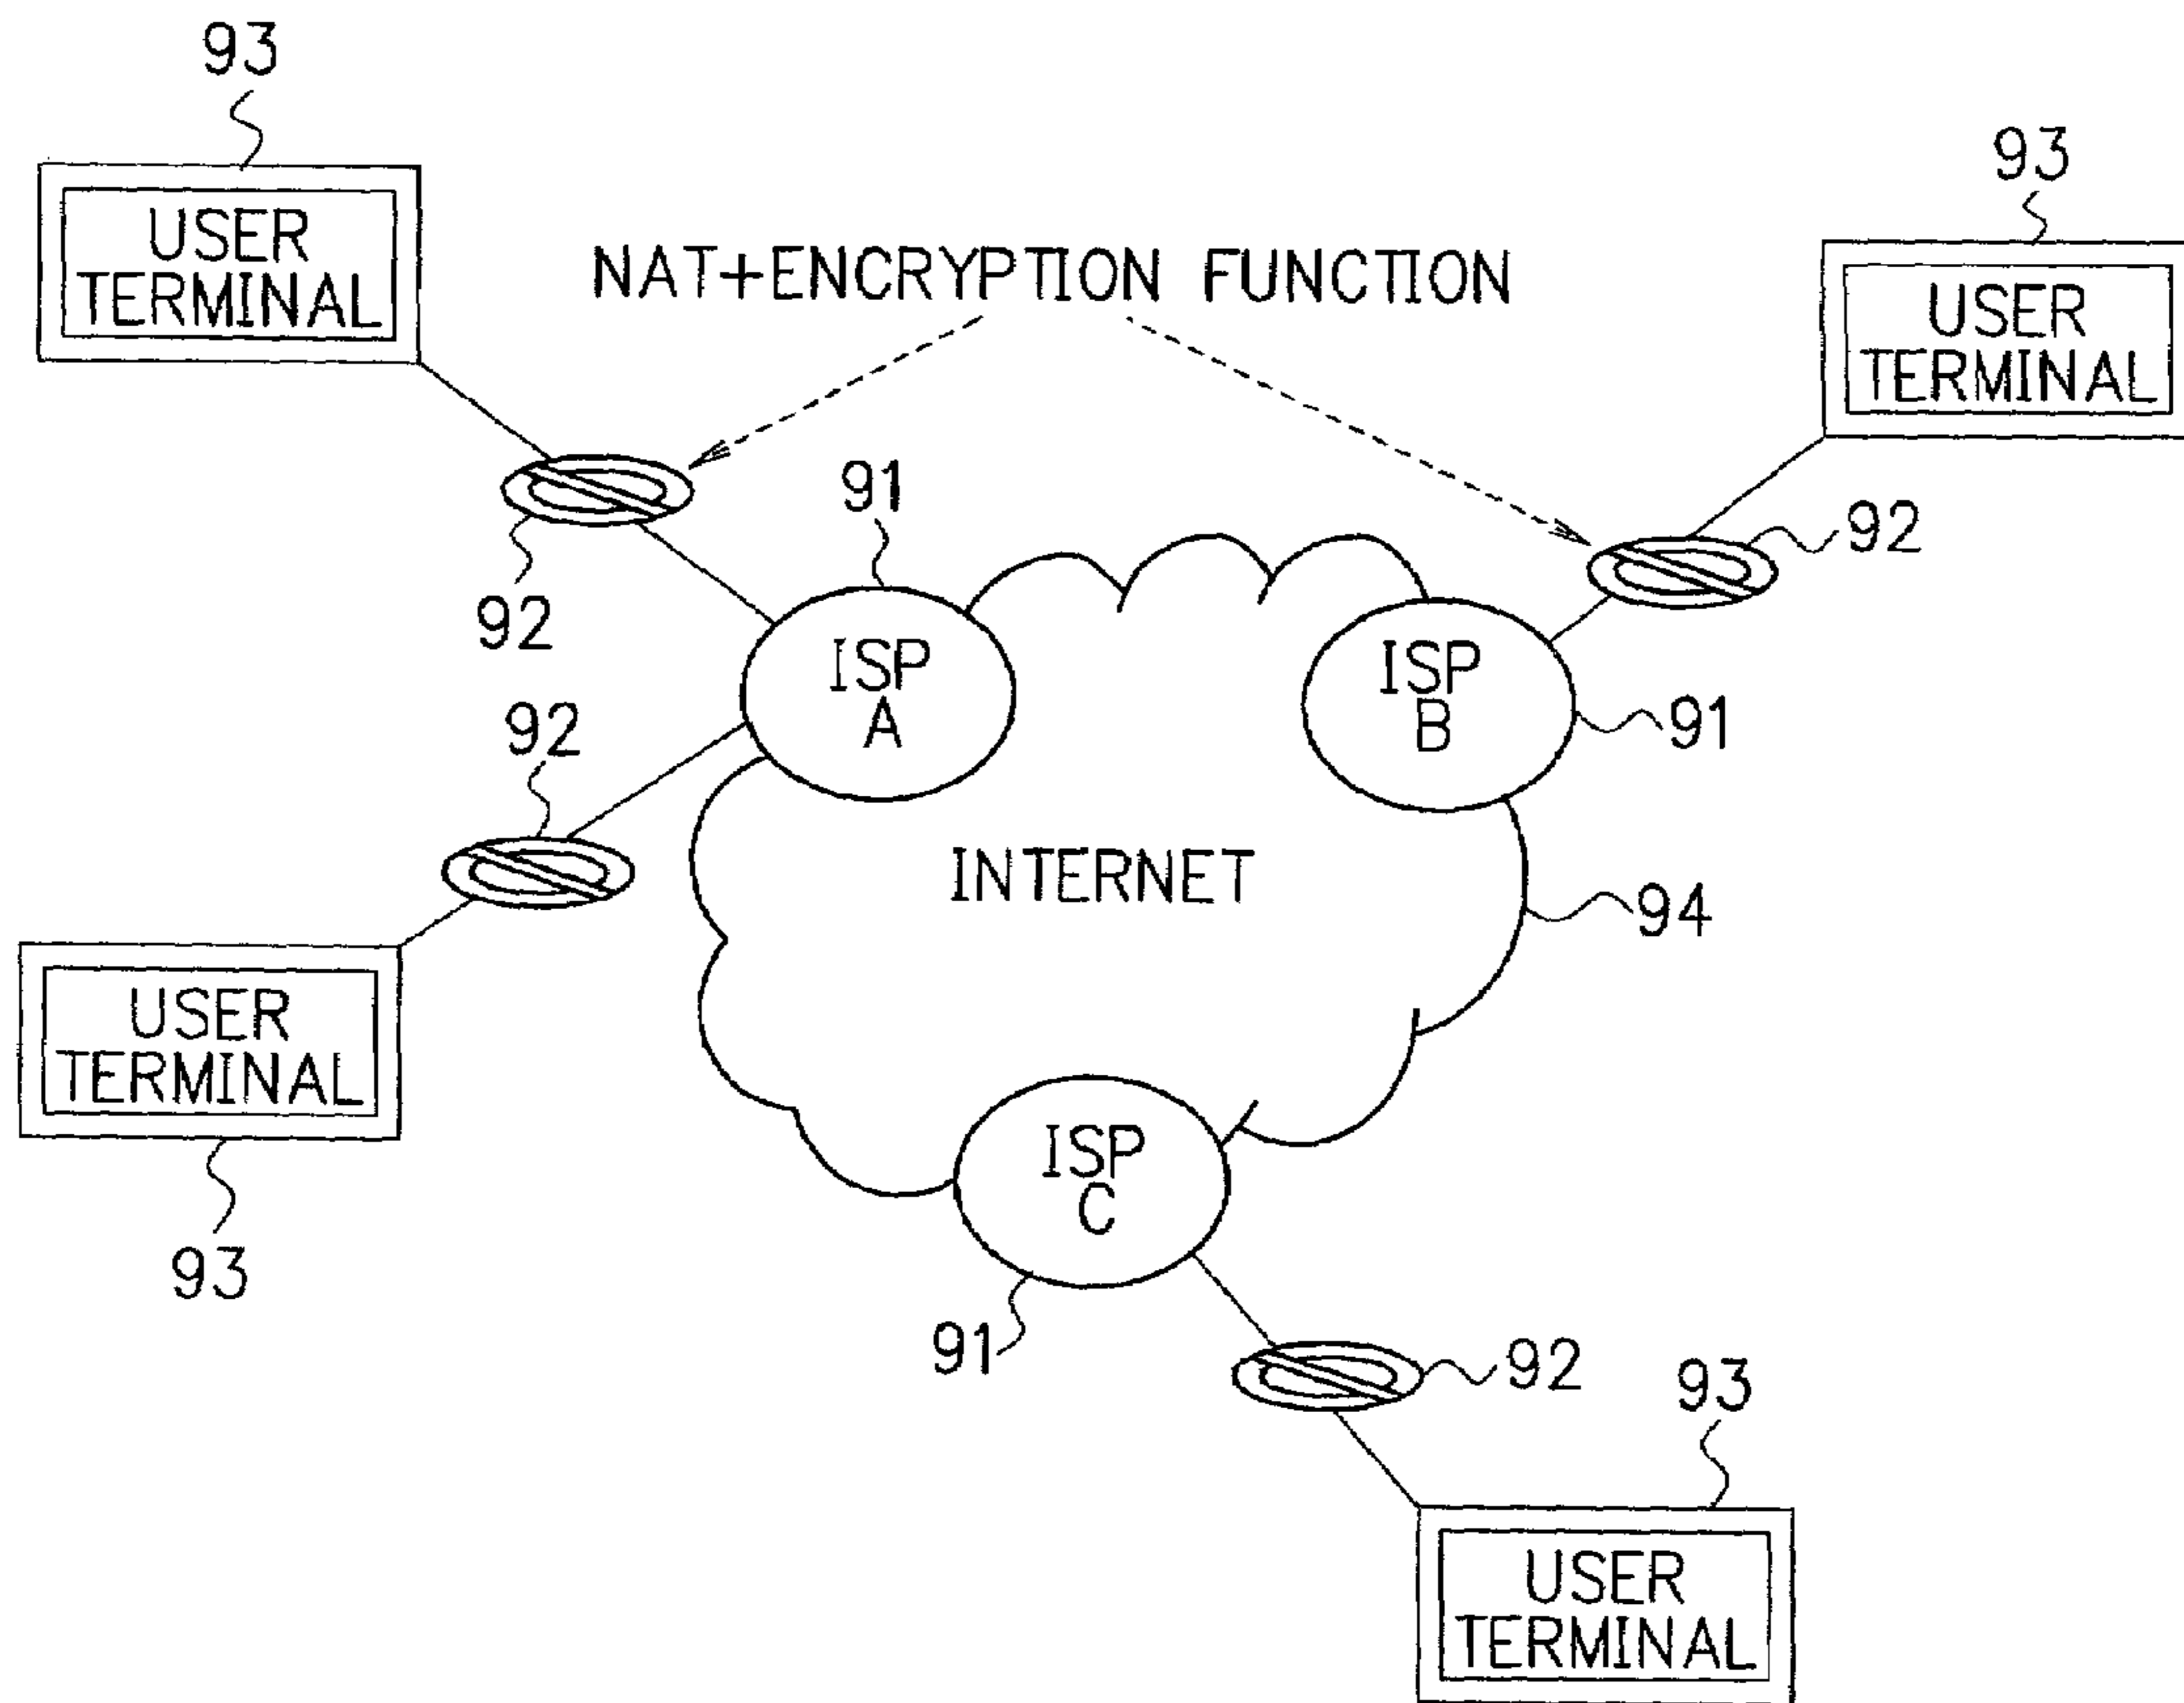 93
93
USER
TERMINAL
NAT+ENCRYPTION FUNCTION
USER
TERMINAL
91
92
92
ISP
A
ISP
B
91
92
INTERNET
94
USER
TERMINAL
93
ISP
C
91
92
93
USER
TERMINAL